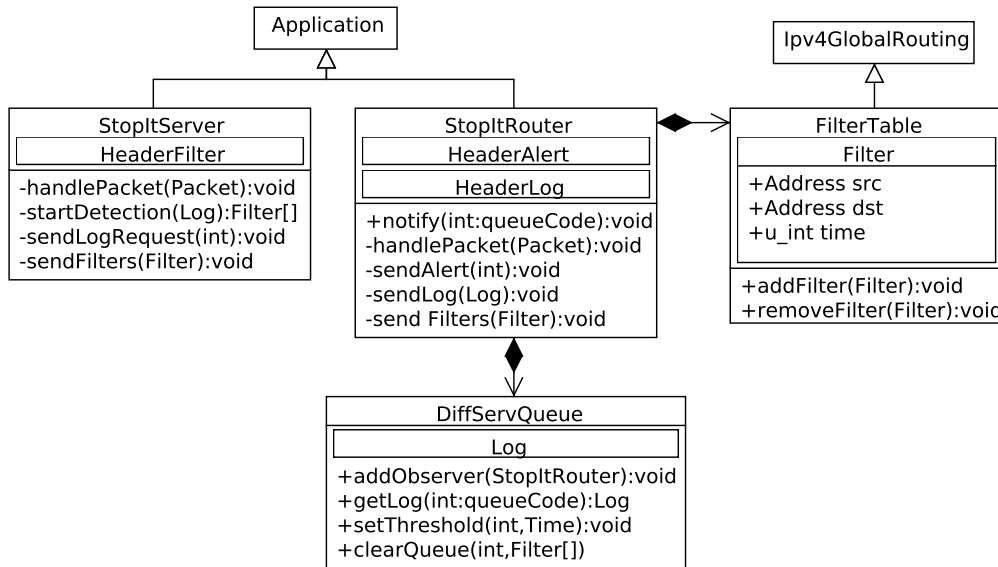 Application
Ipv4GlobalRouting
StopItServer
HeaderFilter
-handlePacket(Packet):void
-startDetection(Log):Filter[]
-sendLogRequest(int):void
-sendFilters(Filter):void
StopItRouter
HeaderAlert
HeaderLog
+notify(int:queueCode):void
-handlePacket(Packet):void
-sendAlert(int):void
-sendLog(Log):void
-send Filters(Filter):void
FilterTable
Filter
+Address src
+Address dst
+u_int time
+addFilter(Filter):void
+removeFilter(Filter):void
DiffServQueue
Log
+addObserver(StopItRouter):void
+getLog(int:queueCode):Log
+setThreshold(int,Time):void
+clearQueue(int,Filter[])